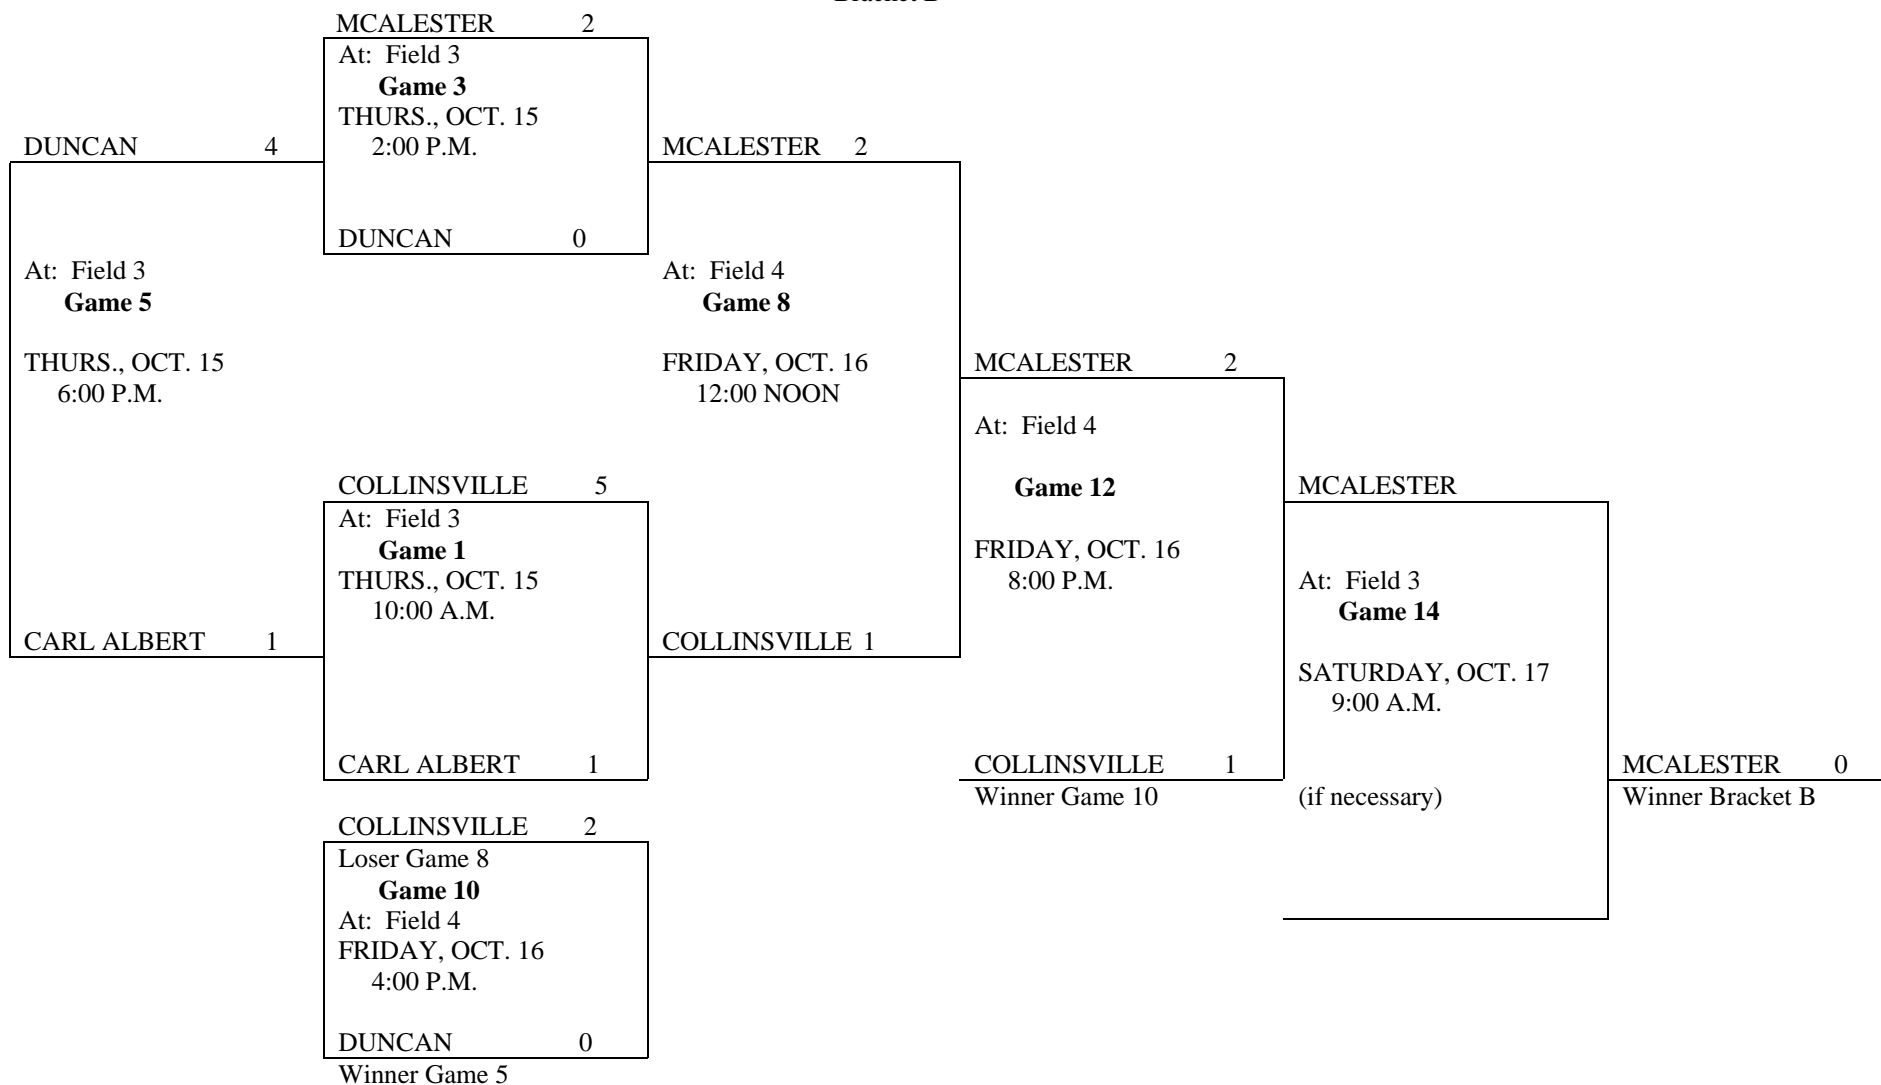 Bracket B
MCALESTER 2
At: Field 3
Game 3
THURS., OCT. 15
2:00 P.M.
DUNCAN 0
DUNCAN 4
At: Field 3
Game 5
THURS., OCT. 15
6:00 P.M.
CARL ALBERT 1
COLLINSVILLE 5
At: Field 3
Game 1
THURS., OCT. 15
10:00 A.M.
CARL ALBERT 1
COLLINSVILLE 2
Loser Game 8
Game 10
At: Field 4
FRIDAY, OCT. 16
4:00 P.M.
DUNCAN 0
Winner Game 5
MCALESTER 2
At: Field 4
Game 8
FRIDAY, OCT. 16
12:00 NOON
COLLINSVILLE 1
MCALESTER 2
At: Field 4
Game 12
FRIDAY, OCT. 16
8:00 P.M.
COLLINSVILLE 1
Winner Game 10
MCALESTER
At: Field 3
Game 14
SATURDAY, OCT. 17
9:00 A.M.
(if necessary)
MCALESTER 0
Winner Bracket B